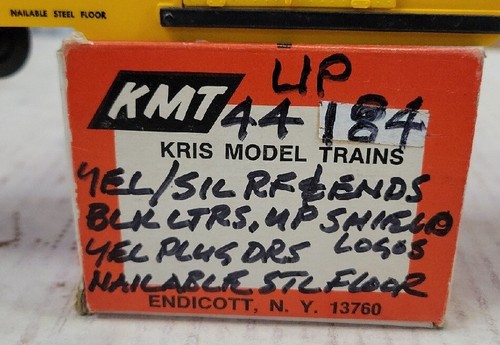 NAILABLE STEEL FLOOR
UP
KMT 44 184
KRIS MODEL TRAINS
YEL/SIL RF & ENDS
BLK LTRS, UP SHIELD
YEL PLUG DRS LOGOS
NAILABLE STL FLOOR
ENDICOTT, N. Y. 13760